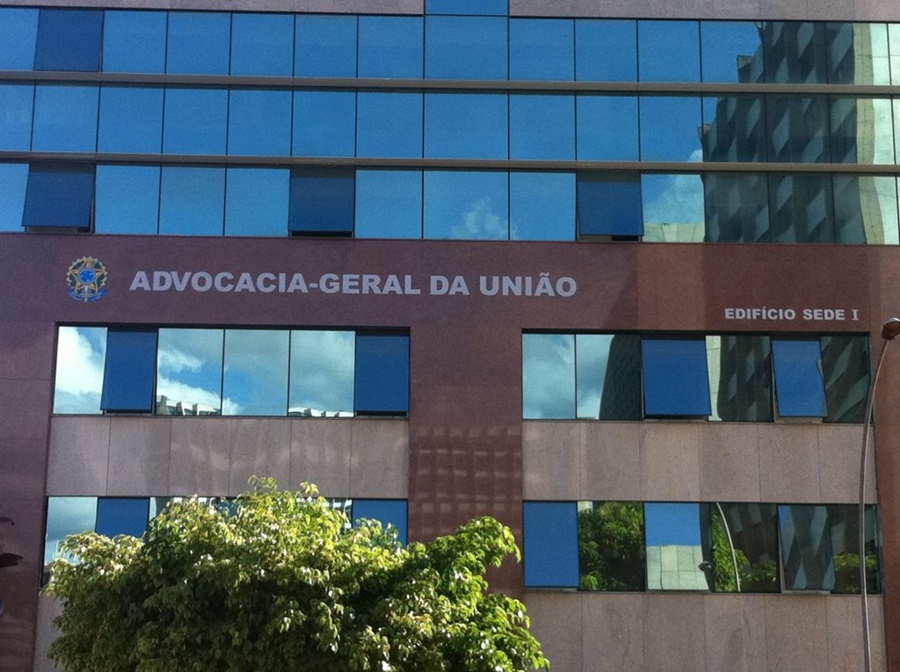 ADVOCACIA-GERAL DA UNIÃO
EDIFÍCIO SEDE I